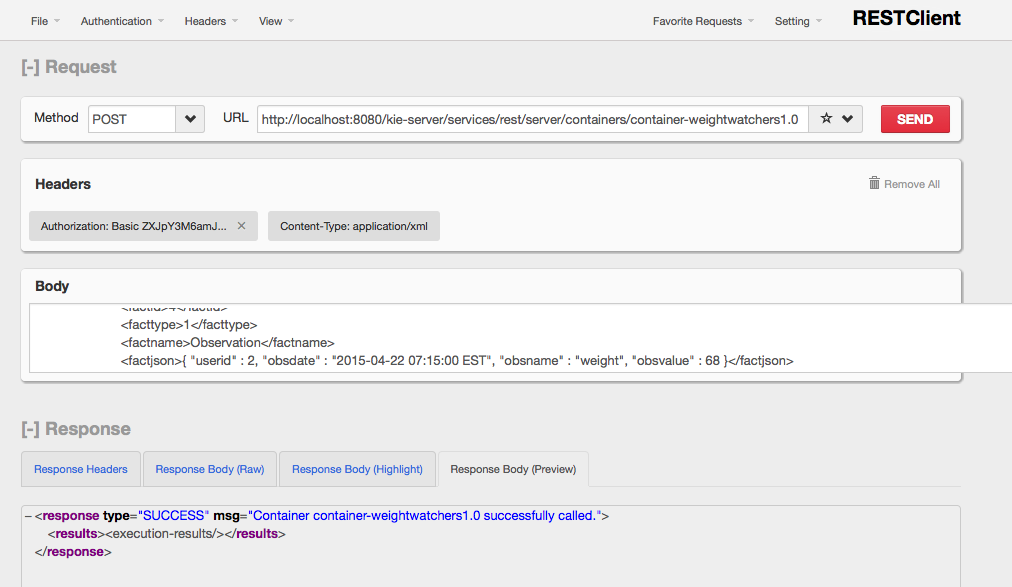 File Authentication Headers View Favorite Requests Setting RESTClient
[-] Request
Method POST URL http://localhost:8080/kie-server/services/rest/server/containers/container-weightwatchers1.0 SEND
Headers Remove All
Authorization: Basic ZXJpY3M6amJ... × Content-Type: application/xml
Body
<factid>4</factid>
<facttype>1</facttype>
<factname>Observation</factname>
<factjson>{ "userid" : 2, "obsdate" : "2015-04-22 07:15:00 EST", "obsname" : "weight", "obsvalue" : 68 }</factjson>
[-] Response
Response Headers Response Body (Raw) Response Body (Highlight) Response Body (Preview)
–<response type="SUCCESS" msg="Container container-weightwatchers1.0 successfully called.">
<results><execution-results/></results>
</response>